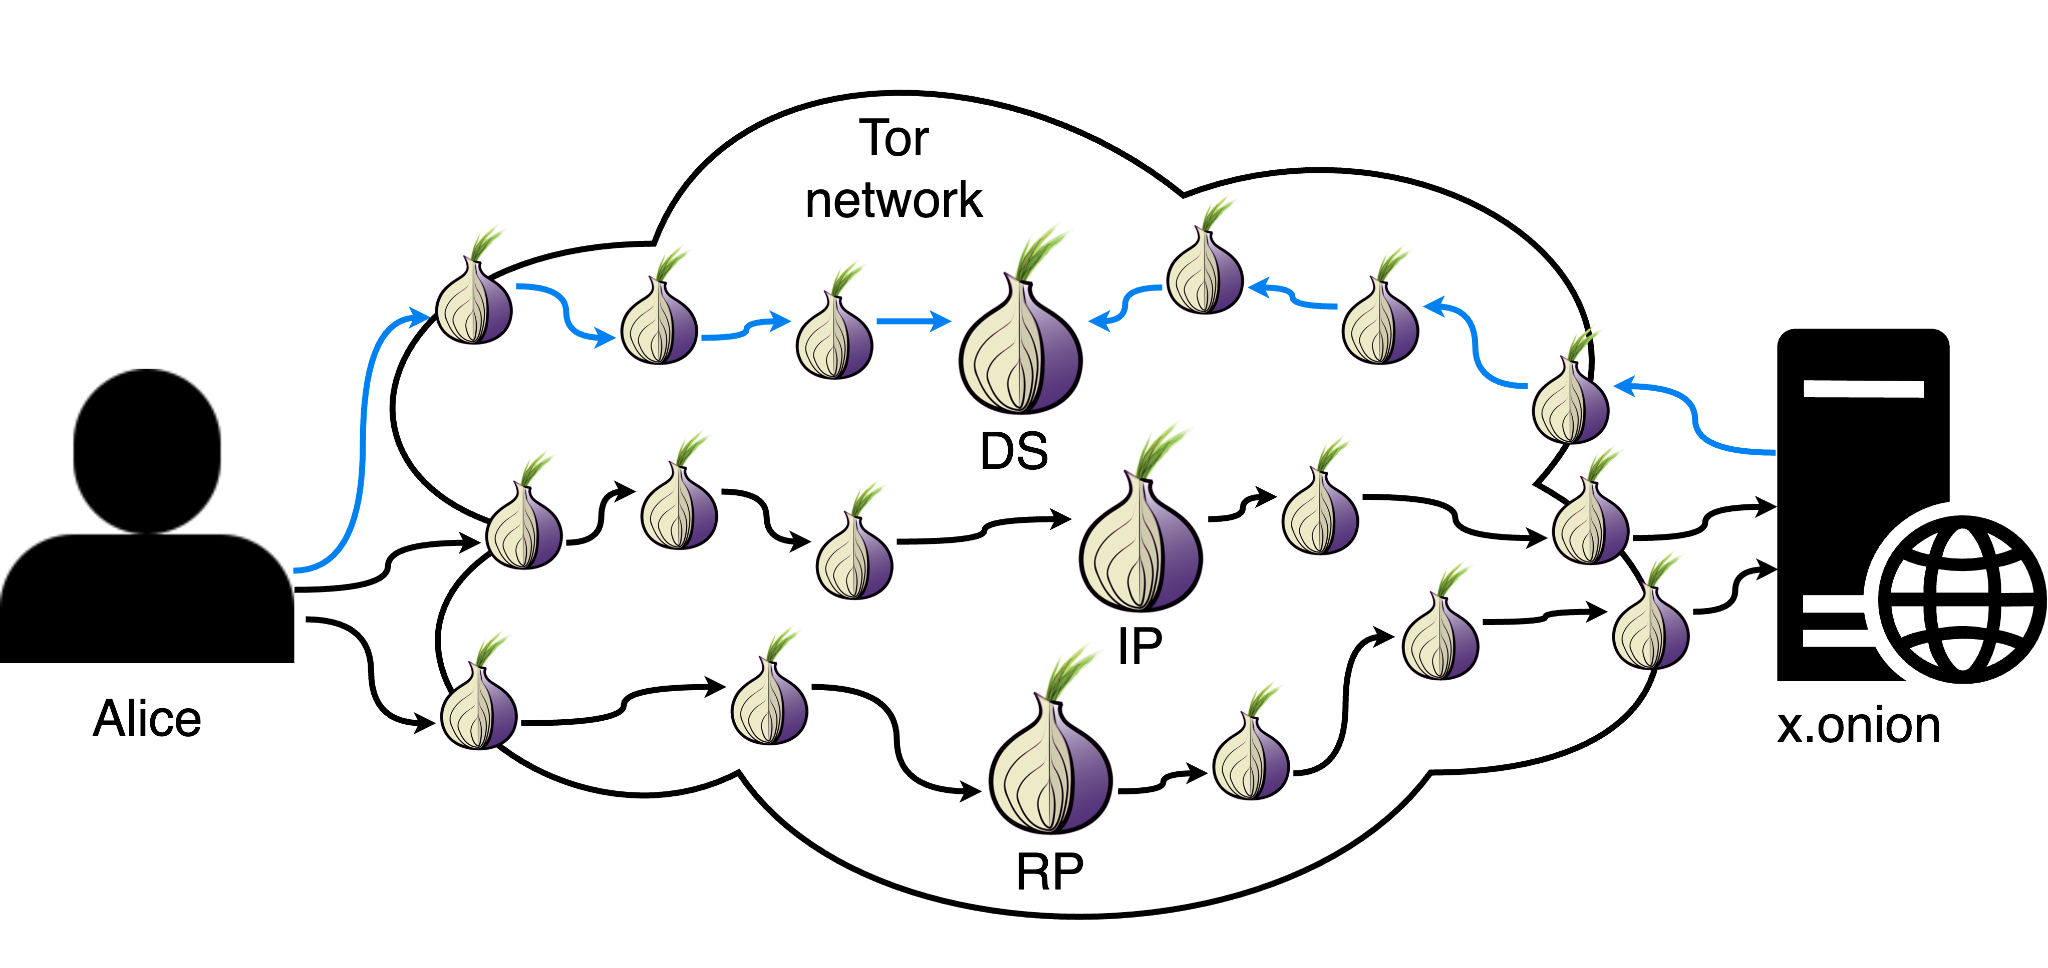 Tor
network
DS
IP
RP
Alice
x.onion